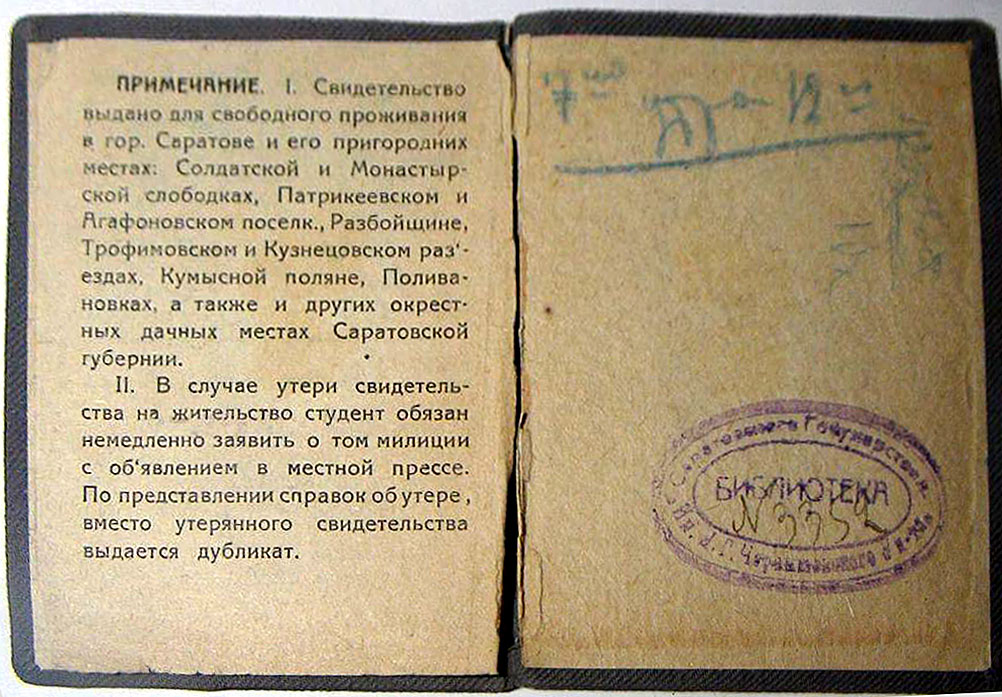 ПРИМЕЧАНИЕ. I. Свидетельство
выдано для свободного проживания
в гор. Саратове и его пригородних
местах: Солдатской и Монастыр-
ской слободках, Патрикеевском и
Агафоновском поселк., Разбойщине,
Трофимовском и Кузнецовском раз'-
ездах, Кумысной поляне, Полива-
новках, а также и других окрест-
ных дачных местах Саратовской
губернии.
II. В случае утери свидетель-
ства на жительство студент обязан
немедленно заявить о том милиции
с об'явлением в местной прессе.
По представлении справок об утере,
вместо утерянного свидетельства
выдается дубликат.
БИБЛИОТЕКА
N 3352